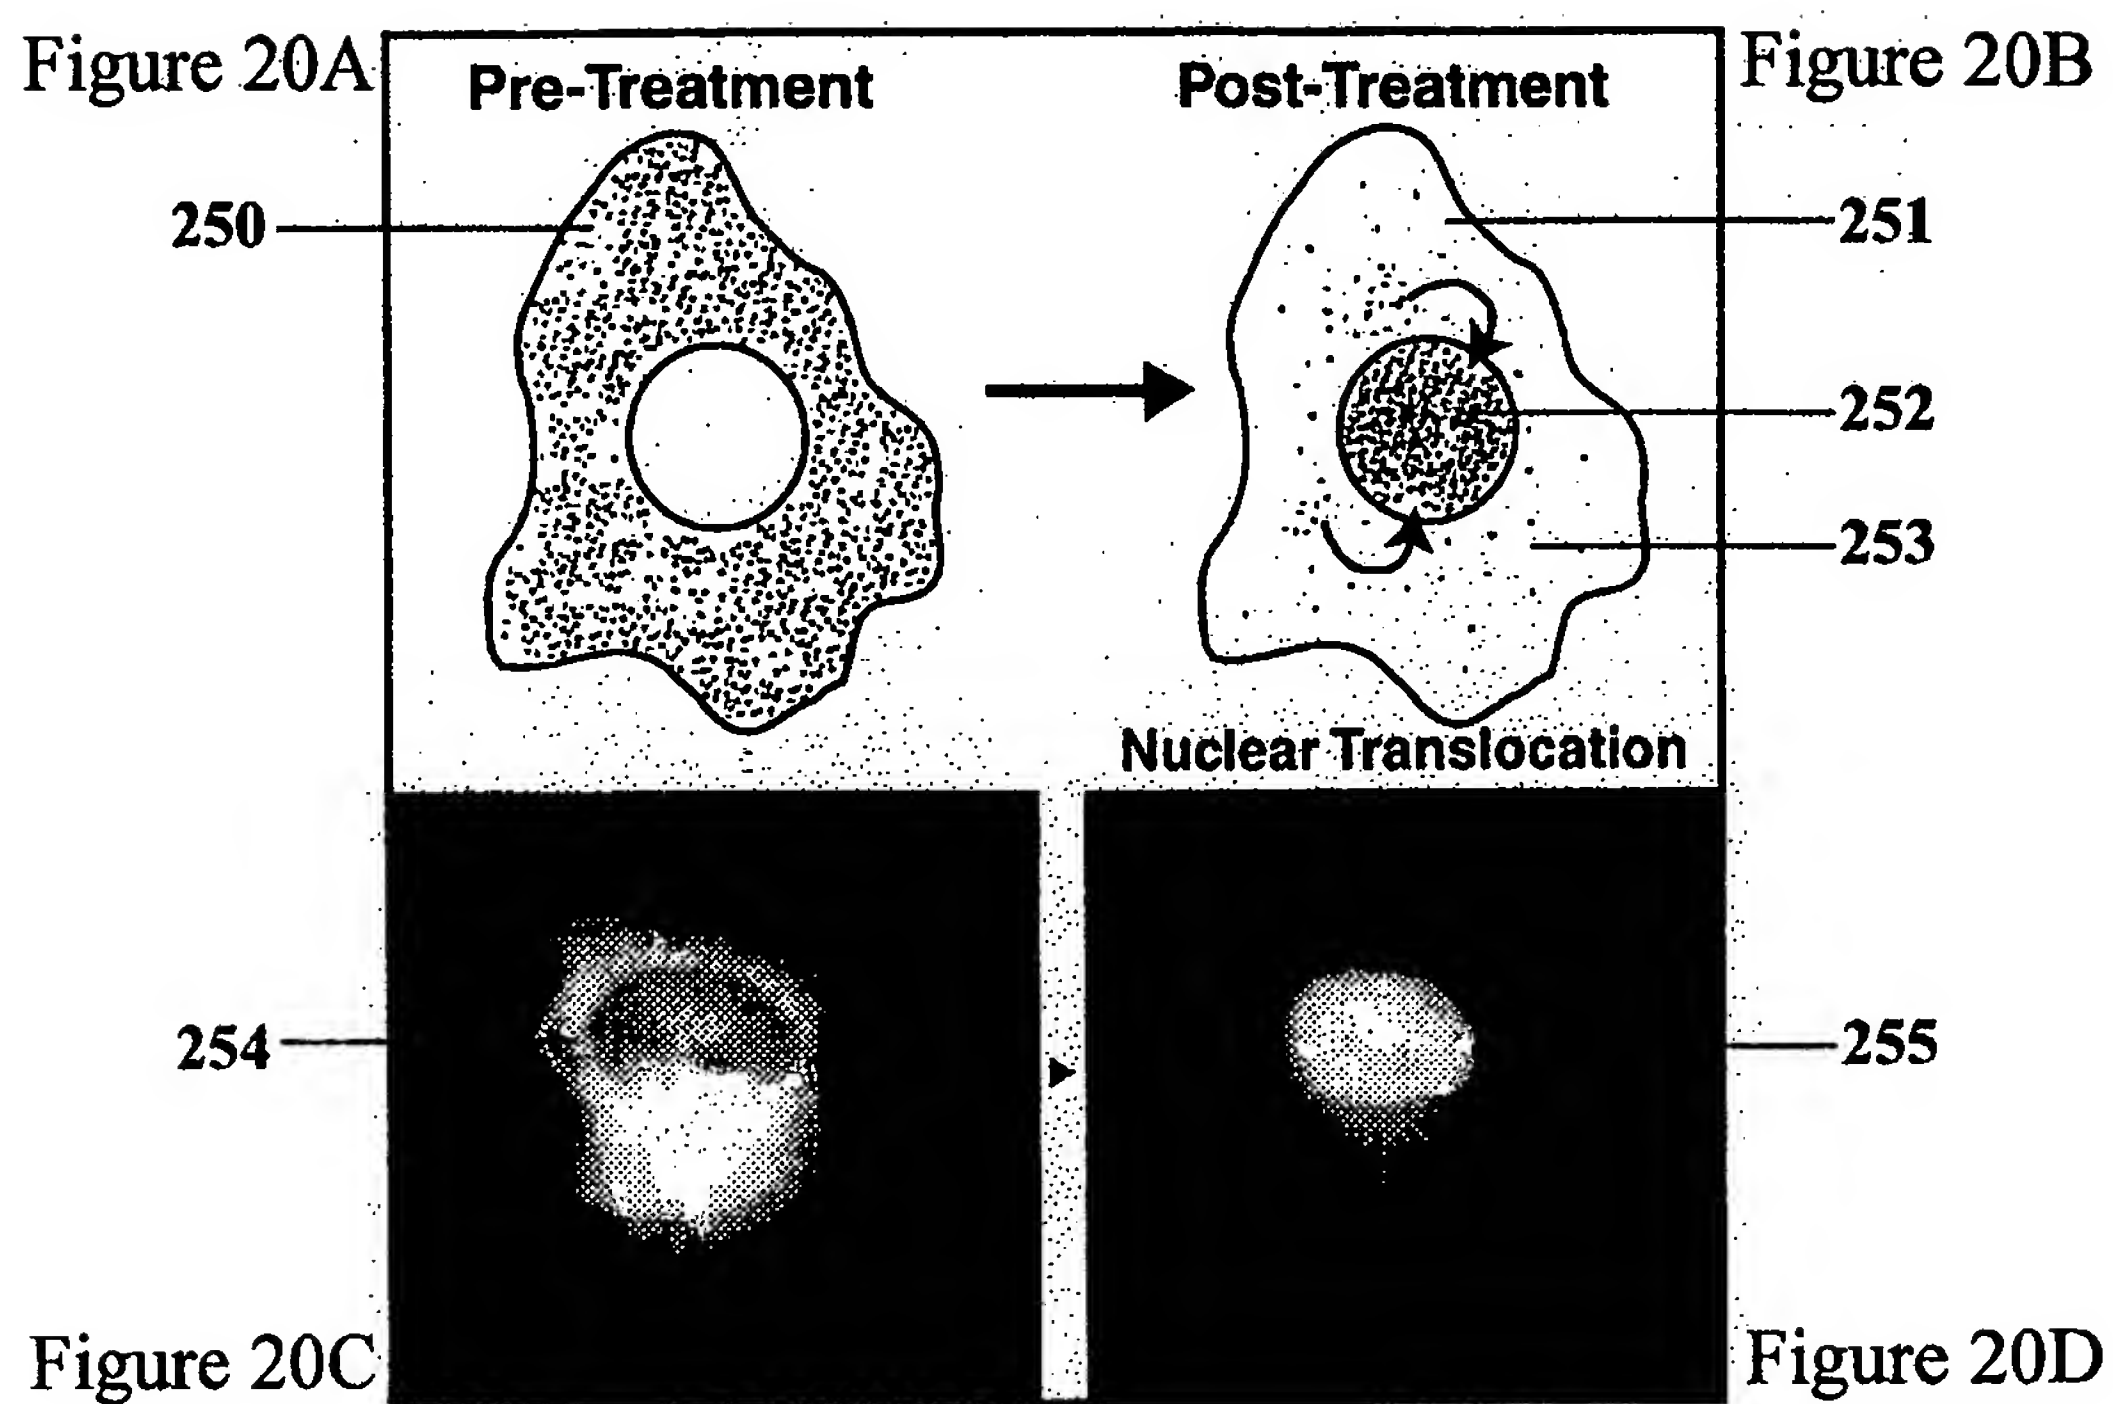 Figure 20A
Pre-Treatment
Post-Treatment
Figure 20B
250
251
252
253
Nuclear Translocation
254
255
Figure 20C
Figure 20D